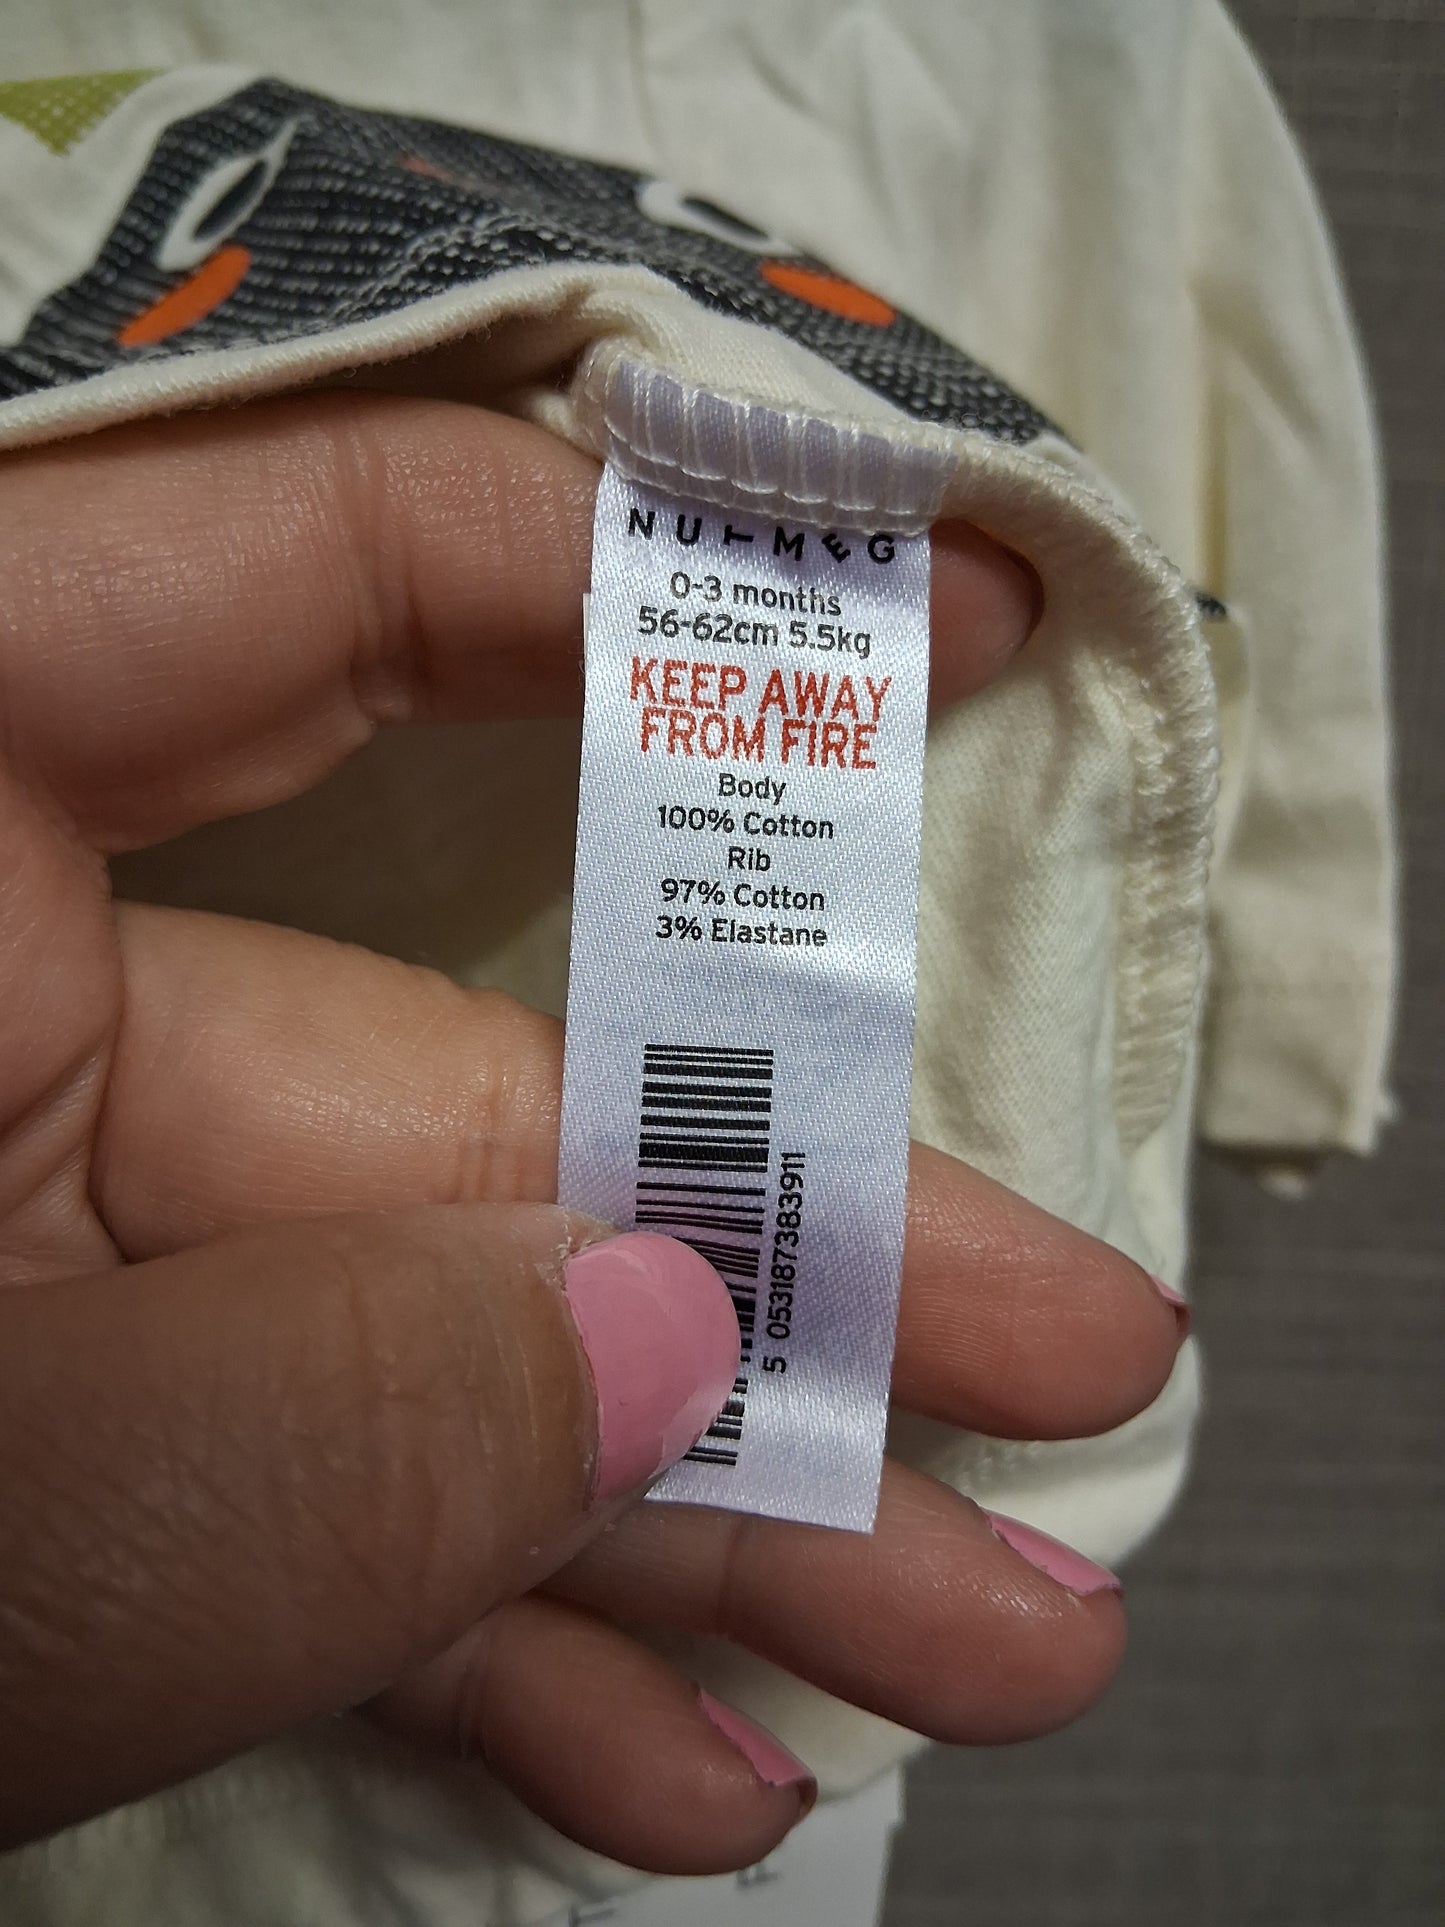 NUTMEG
0-3 months
56-62cm 5.5kg
KEEP AWAY
FROM FIRE
Body
100% Cotton
Rib
97% Cotton
3% Elastane
5 053187383911